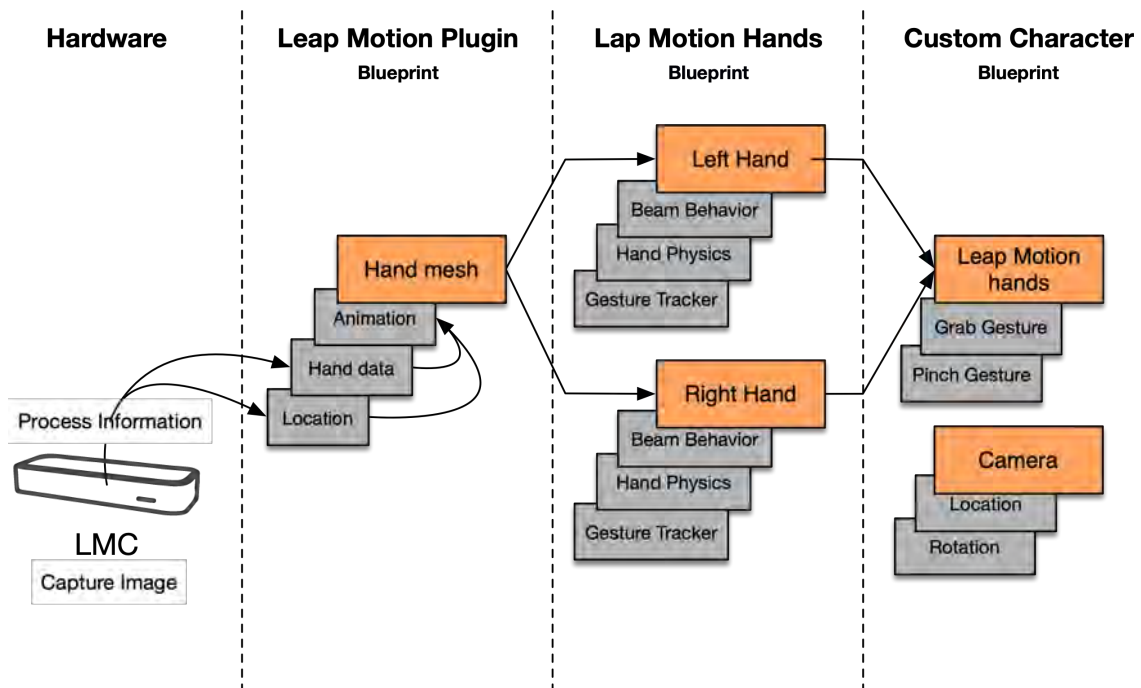 Hardware
Process Information
LMC
Capture Image
Leap Motion Plugin
Blueprint
Hand mesh
Animation
Hand data
Location
Lap Motion Hands
Blueprint
Left Hand
Beam Behavior
Hand Physics
Gesture Tracker
Right Hand
Beam Behavior
Hand Physics
Gesture Tracker
Custom Character
Blueprint
Leap Motion
hands
Grab Gesture
Pinch Gesture
Camera
Location
Rotation